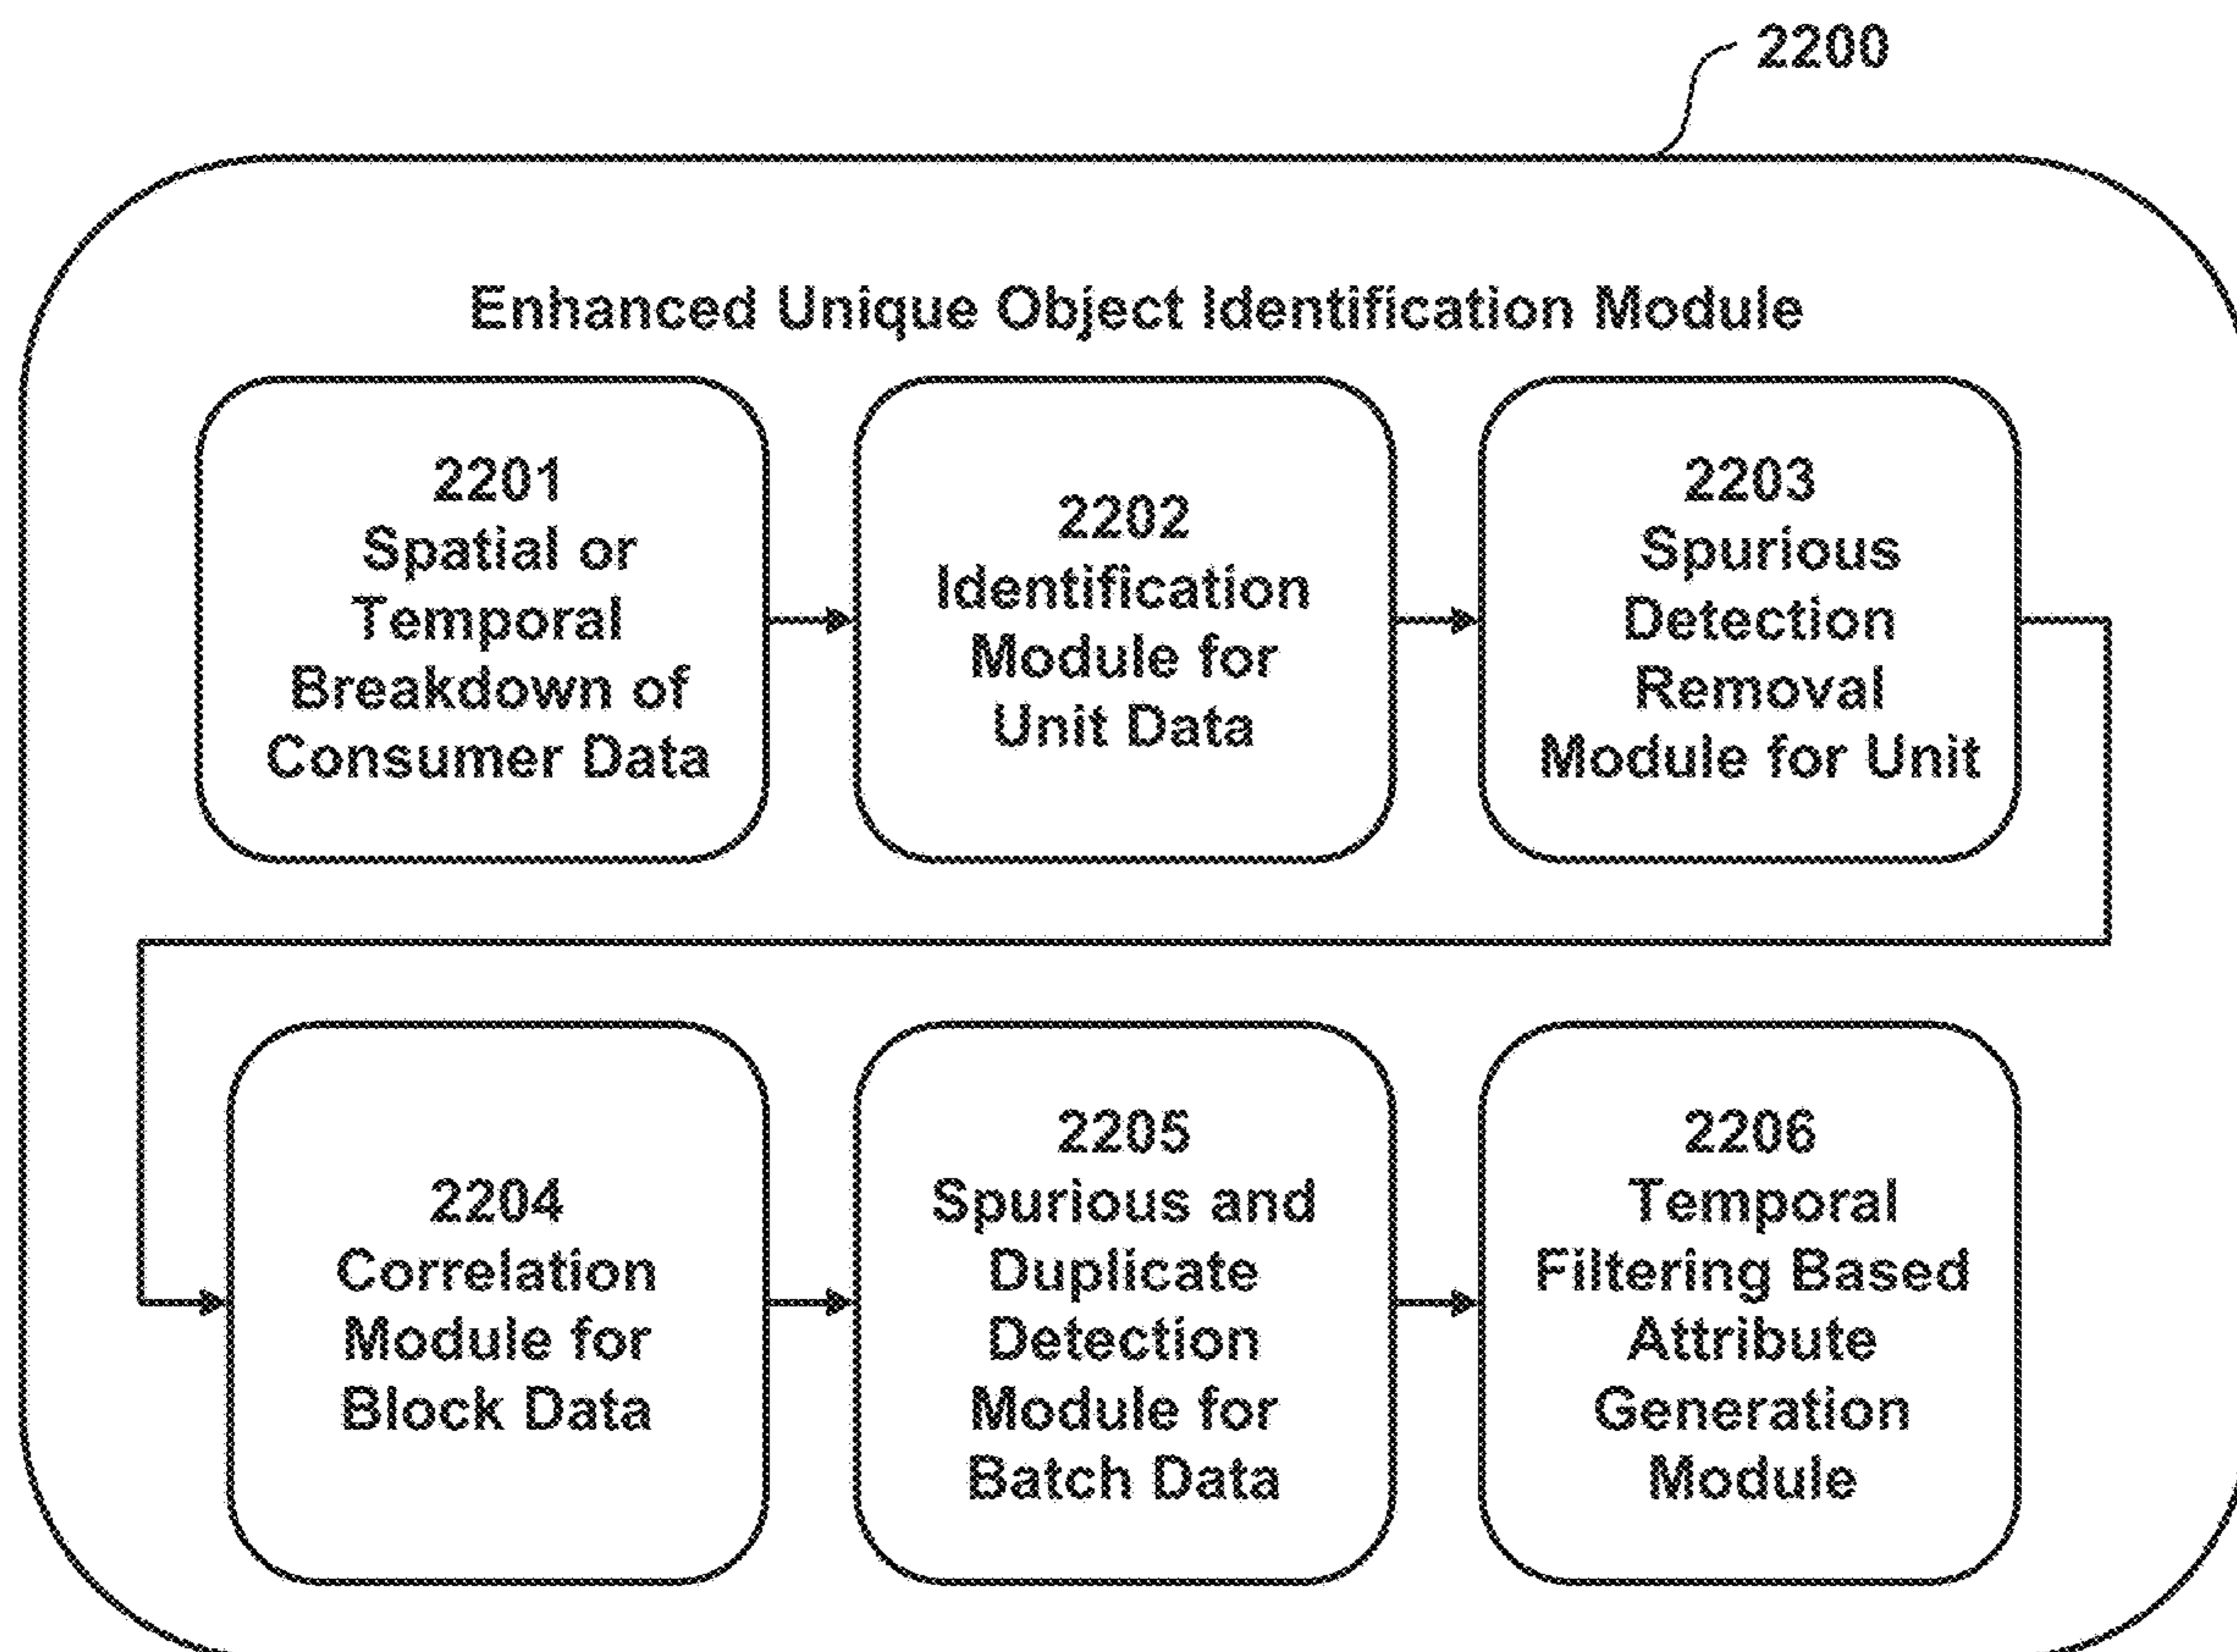 2200
Enhanced Unique Object Identification Module
2201
Spatial or
Temporal
Breakdown of
Consumer Data
2202
Identification
Module for
Unit Data
2203
Spurious
Detection
Removal
Module for Unit
2204
Correlation
Module for
Block Data
2205
Spurious and
Duplicate
Detection
Module for
Batch Data
2206
Temporal
Filtering Based
Attribute
Generation
Module